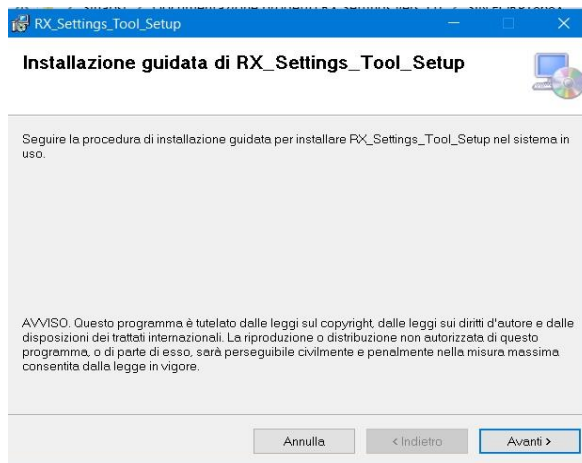 RX_Settings_Tool_Setup
Installazione guidata di RX_Settings_Tool_Setup
Seguire la procedura di installazione guidata per installare RX_Settings_Tool_Setup nel sistema in
uso.
AVVISO. Questo programma è tutelato dalle leggi sul copyright, dalle leggi sui diritti d'autore e dalle
disposizioni dei trattati internazionali. La riproduzione o distribuzione non autorizzata di questo
programma, o di parte di esso, sarà perseguibile civilmente e penalmente nella misura massima
consentita dalla legge in vigore.
Annulla
< Indietro
Avanti >